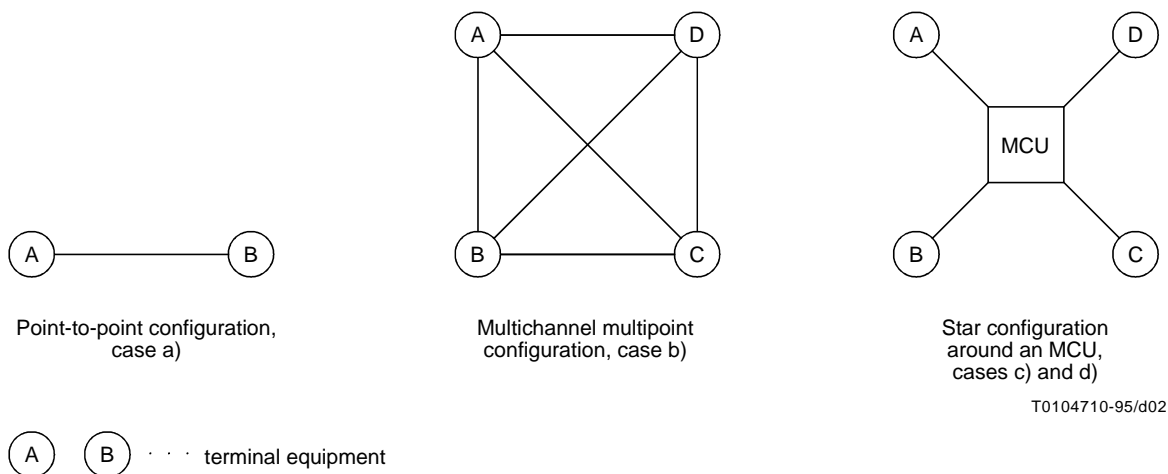 A
D
A
D
MCU
A
B
B
C
B
C
Point-to-point configuration,
case a)
Multichannel multipoint
configuration, case b)
Star configuration
around an MCU,
cases c) and d)
T0104710-95/d02
A B . . . terminal equipment